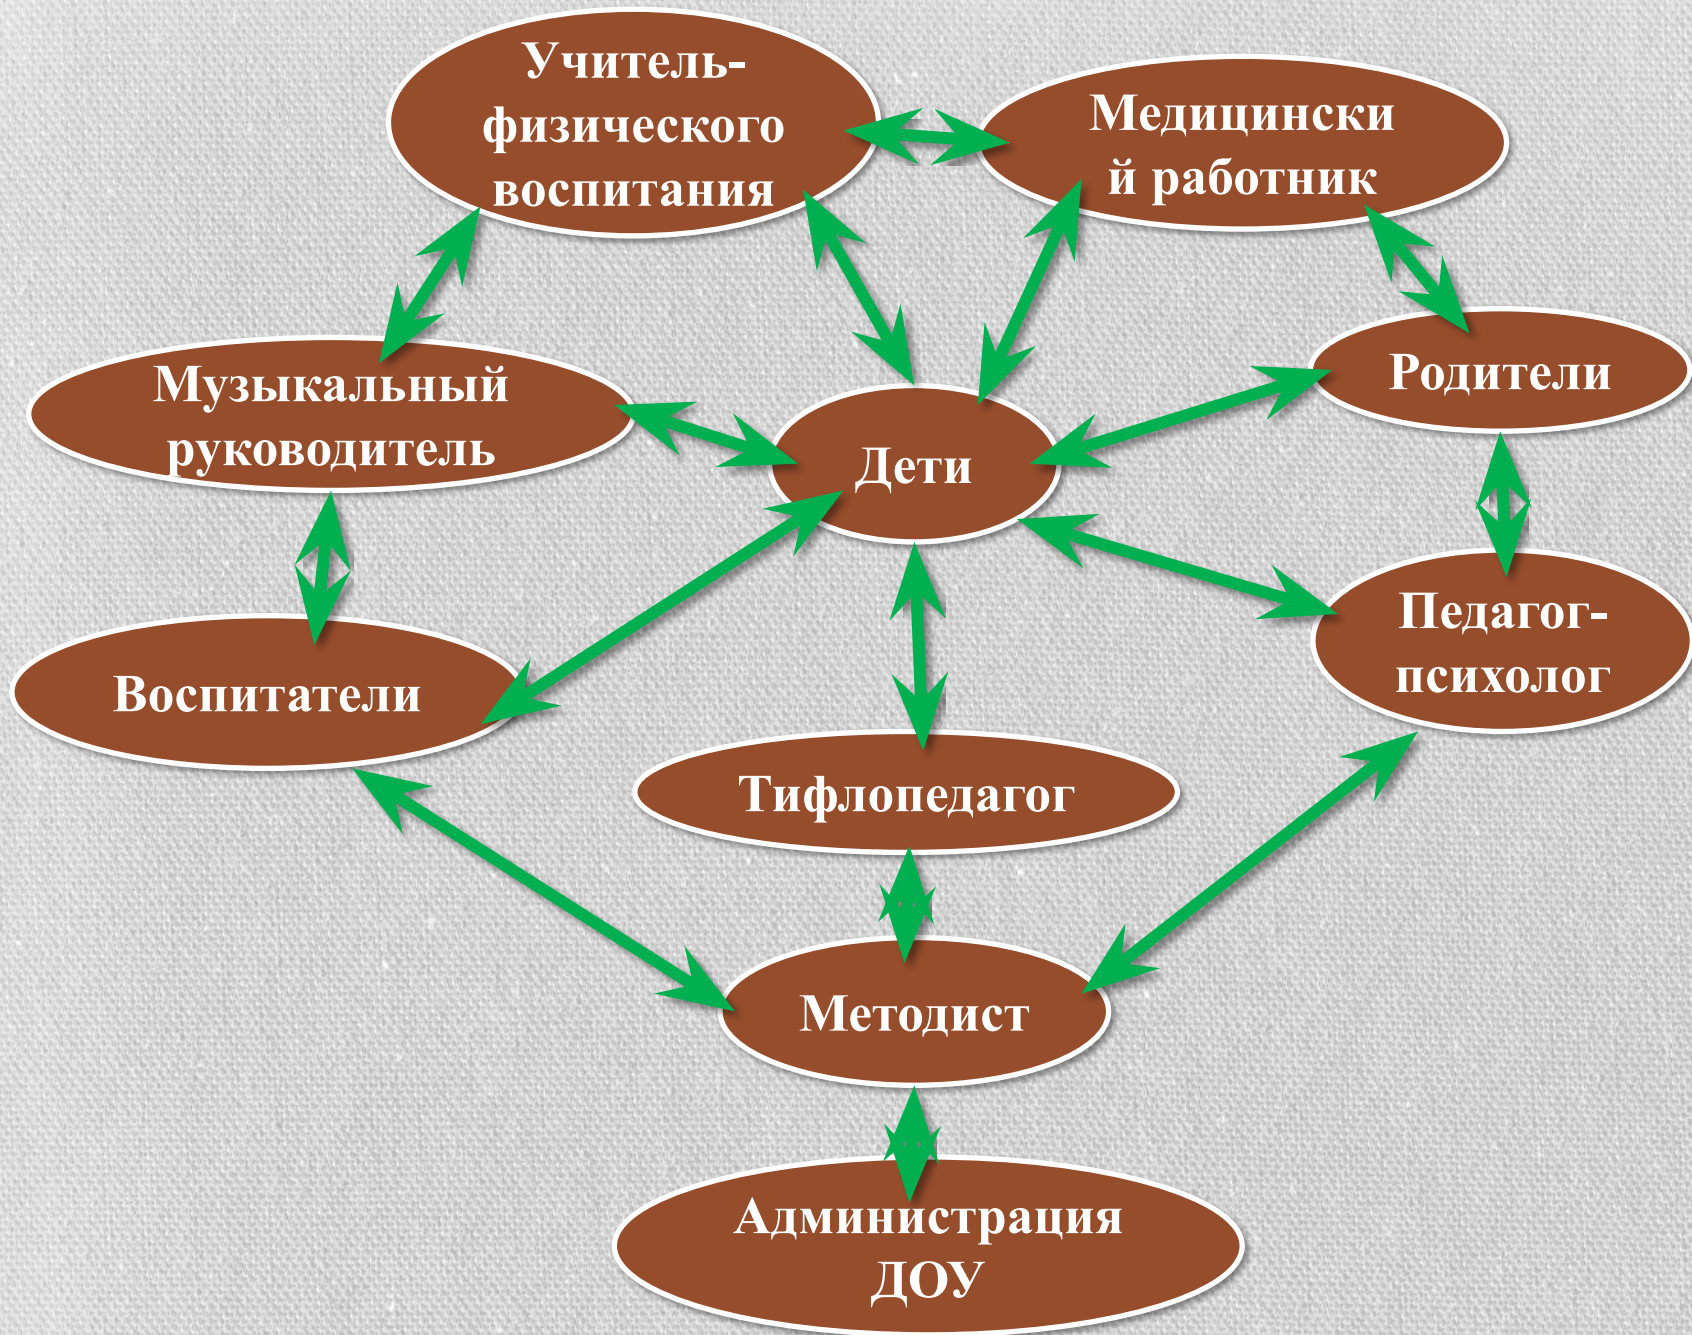 Учитель-
физического
воспитания
Медицински
й работник
Музыкальный
руководитель
Родители
Дети
Педагог-
психолог
Воспитатели
Тифлопедагог
Методист
Администрация
ДОУ